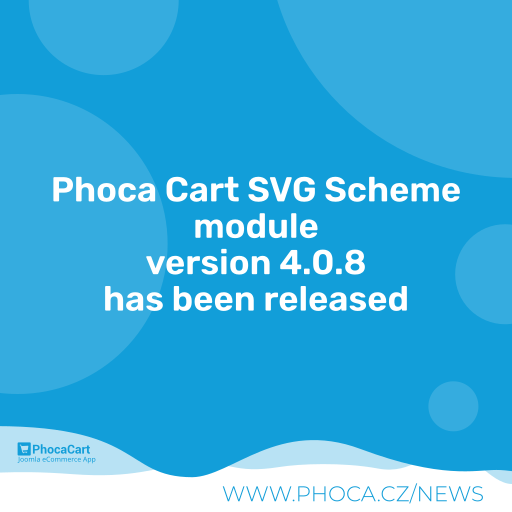 Phoca Cart SVG Scheme
module
version 4.0.8
has been released
PhocaCart
Joomla eCommerce App
WWW.PHOCA.CZ/NEWS